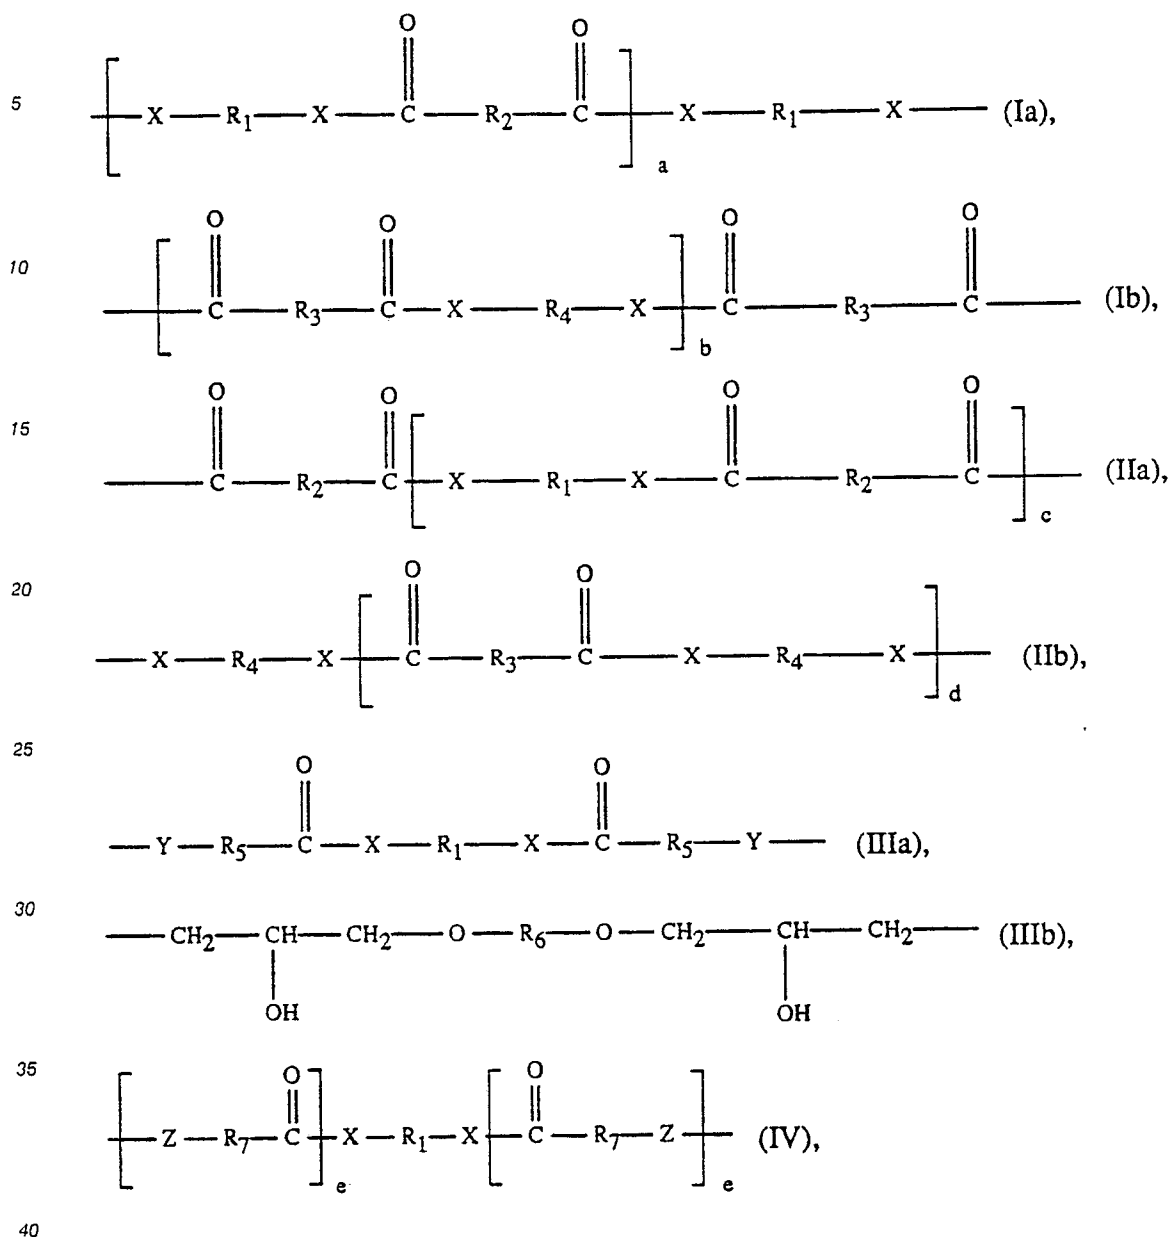 O O
5 [ X—R1—X—C—R2—C ]a X—R1—X (Ia),
O O O O
10 [ C—R3—C—X—R4—X ]b C—R3—C (Ib),
O O O O
15 C—R2—C [ X—R1—X—C—R2—C ]c (IIa),
O O
20 X—R4—X [ C—R3—C—X—R4—X ]d (IIb),
25
O O
Y—R5—C—X—R1—X—C—R5—Y (IIIa),
30
CH2—CH—CH2—O—R6—O—CH2—CH—CH2 (IIIb),
OH OH
35
O O
[ Z—R7—C ]e X—R1—X [ C—R7—Z ]e (IV),
40